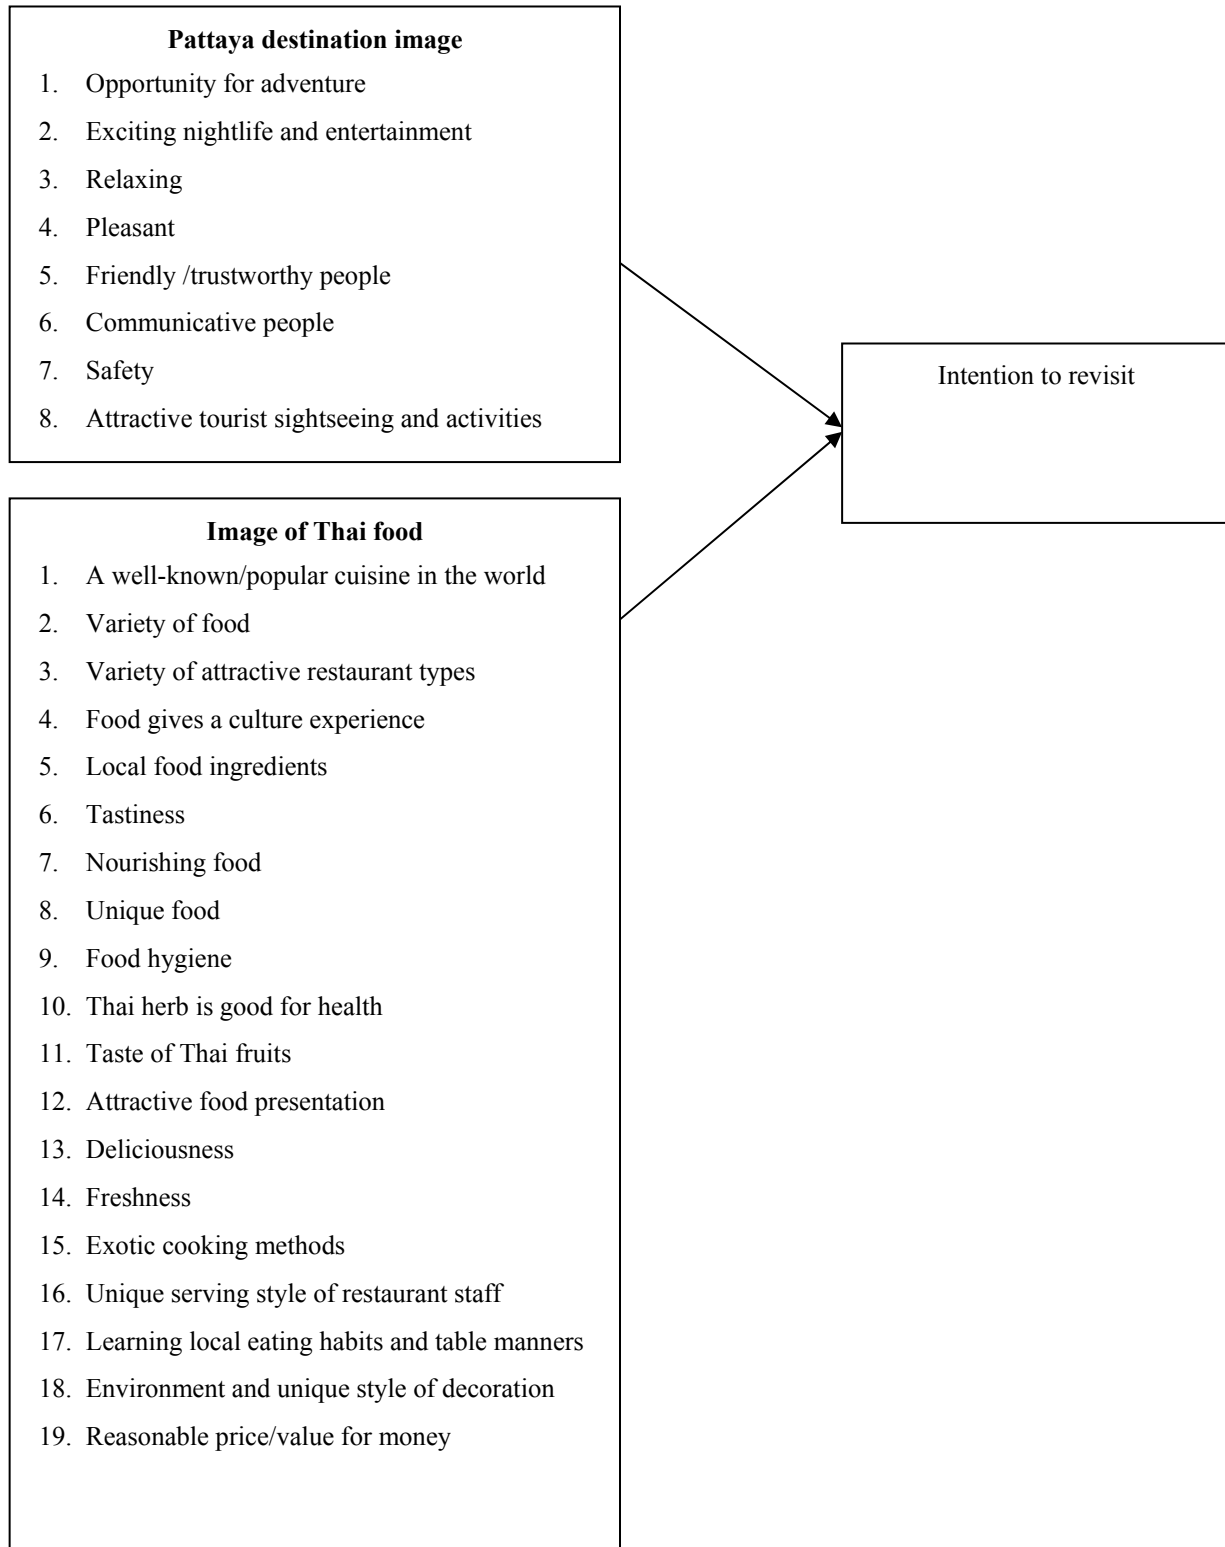 Pattaya destination image
1. Opportunity for adventure
2. Exciting nightlife and entertainment
3. Relaxing
4. Pleasant
5. Friendly /trustworthy people
6. Communicative people
7. Safety
8. Attractive tourist sightseeing and activities
Intention to revisit
Image of Thai food
1. A well-known/popular cuisine in the world
2. Variety of food
3. Variety of attractive restaurant types
4. Food gives a culture experience
5. Local food ingredients
6. Tastiness
7. Nourishing food
8. Unique food
9. Food hygiene
10. Thai herb is good for health
11. Taste of Thai fruits
12. Attractive food presentation
13. Deliciousness
14. Freshness
15. Exotic cooking methods
16. Unique serving style of restaurant staff
17. Learning local eating habits and table manners
18. Environment and unique style of decoration
19. Reasonable price/value for money